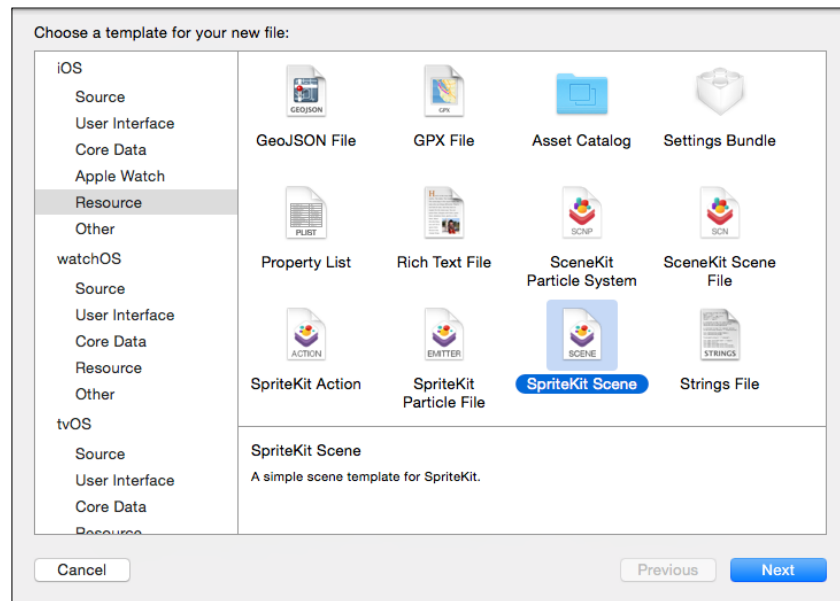 Choose a template for your new file:
iOS
Source
User Interface
Core Data
Apple Watch
Resource
Other
watchOS
Source
User Interface
Core Data
Resource
Other
tvOS
Source
User Interface
Core Data
Resource
GEOJSON
GPX
GeoJSON File
GPX File
Asset Catalog
Settings Bundle
PLIST
SCNP
SCN
Property List
Rich Text File
SceneKit
Particle System
SceneKit Scene
File
ACTION
EMITTER
SCENE
STRINGS
SpriteKit Action
SpriteKit
Particle File
SpriteKit Scene
Strings File
SpriteKit Scene
A simple scene template for SpriteKit.
Cancel
Previous
Next